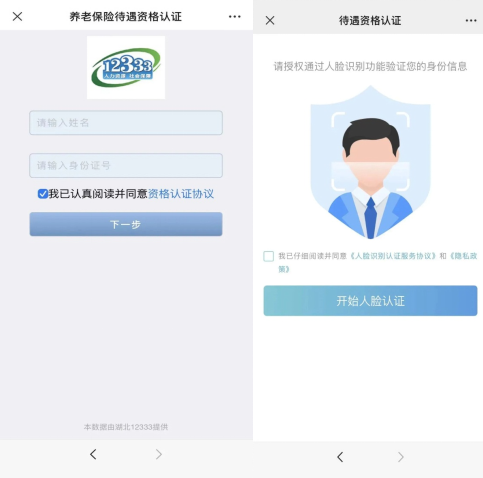 养老保险待遇资格认证
12333
人力资源 社会保障
请输入姓名
请输入身份证号
我已认真阅读并同意资格认证协议
下一步
本数据由湖北12333提供
待遇资格认证
请授权通过人脸识别功能验证您的身份信息
我已仔细阅读并同意《人脸识别认证服务协议》和《隐私政
策》
开始人脸认证